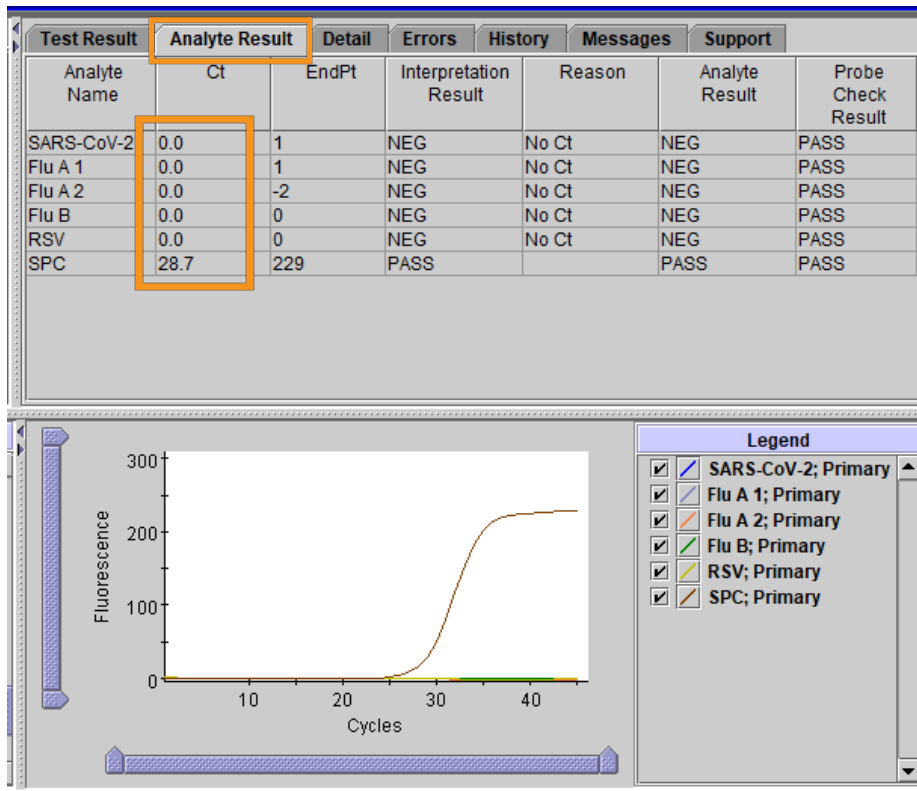 Test Result Analyte Result Detail Errors History Messages Support
Analyte Name Ct EndPt Interpretation Result Reason Analyte Result Probe Check Result
SARS-CoV-2 0.0 1 NEG No Ct NEG PASS
Flu A 1 0.0 1 NEG No Ct NEG PASS
Flu A 2 0.0 -2 NEG No Ct NEG PASS
Flu B 0.0 0 NEG No Ct NEG PASS
RSV 0.0 0 NEG No Ct NEG PASS
SPC 28.7 229 PASS PASS PASS
300
200
100
0
Fluorescence
10 20 30 40
Cycles
Legend
SARS-CoV-2; Primary
Flu A 1; Primary
Flu A 2; Primary
Flu B; Primary
RSV; Primary
SPC; Primary